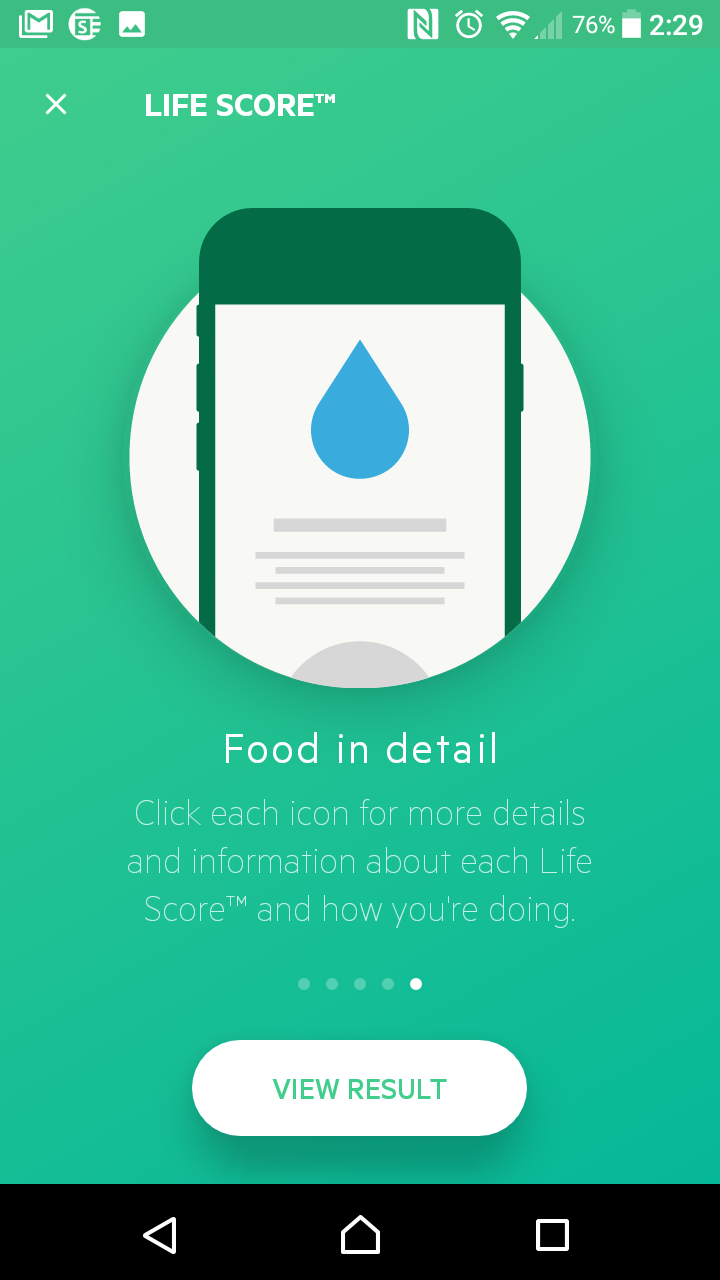 76% 2:29
LIFE SCORE™
Food in detail
Click each icon for more details
and information about each Life
Score™ and how you're doing.
VIEW RESULT